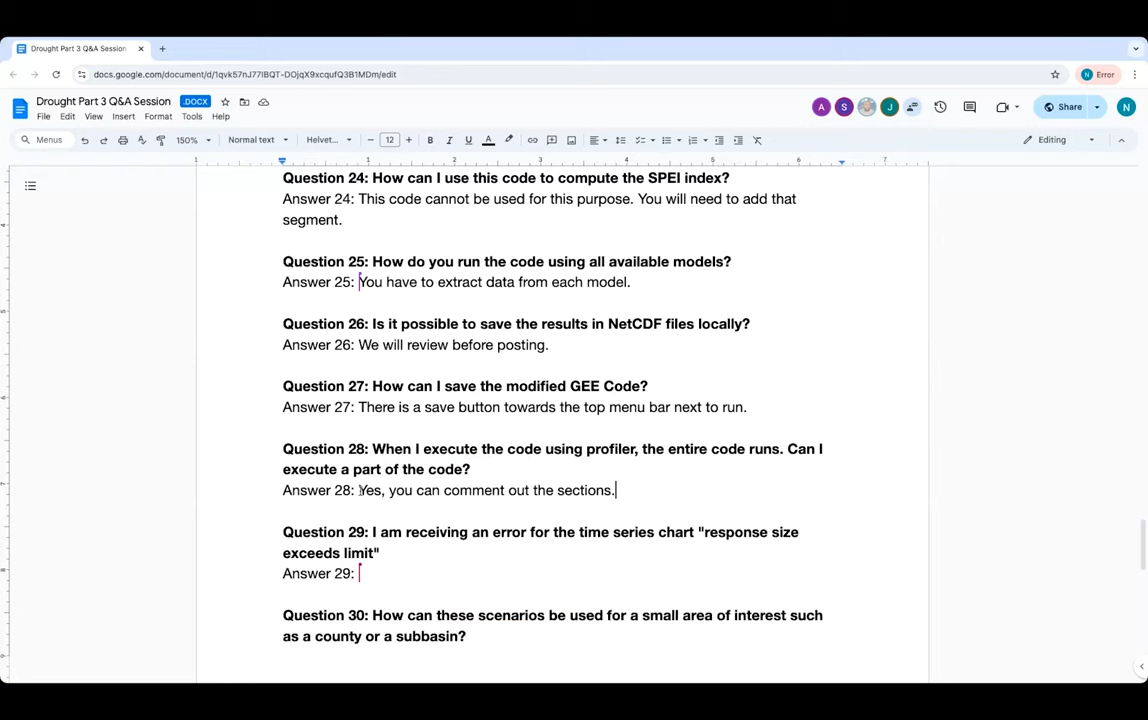 Drought Part 3 Q&A Session
docs.google.com/document/d/1qvk57nJ77IBQT-DOjqX9xcqufQ3B1MDm/edit
N Error
Drought Part 3 Q&A Session .DOCX
File Edit View Insert Format Tools Help
A S J Share N
Menus 150% Normal text Helvet... 12 B I U A Editing
1 1 2 3 4 5 6 7
Question 24: How can I use this code to compute the SPEI index?
Answer 24: This code cannot be used for this purpose. You will need to add that
segment.
Question 25: How do you run the code using all available models?
Answer 25: You have to extract data from each model.
Question 26: Is it possible to save the results in NetCDF files locally?
Answer 26: We will review before posting.
Question 27: How can I save the modified GEE Code?
Answer 27: There is a save button towards the top menu bar next to run.
Question 28: When I execute the code using profiler, the entire code runs. Can I
execute a part of the code?
Answer 28: Yes, you can comment out the sections.
Question 29: I am receiving an error for the time series chart "response size
exceeds limit"
Answer 29:
Question 30: How can these scenarios be used for a small area of interest such
as a county or a subbasin?